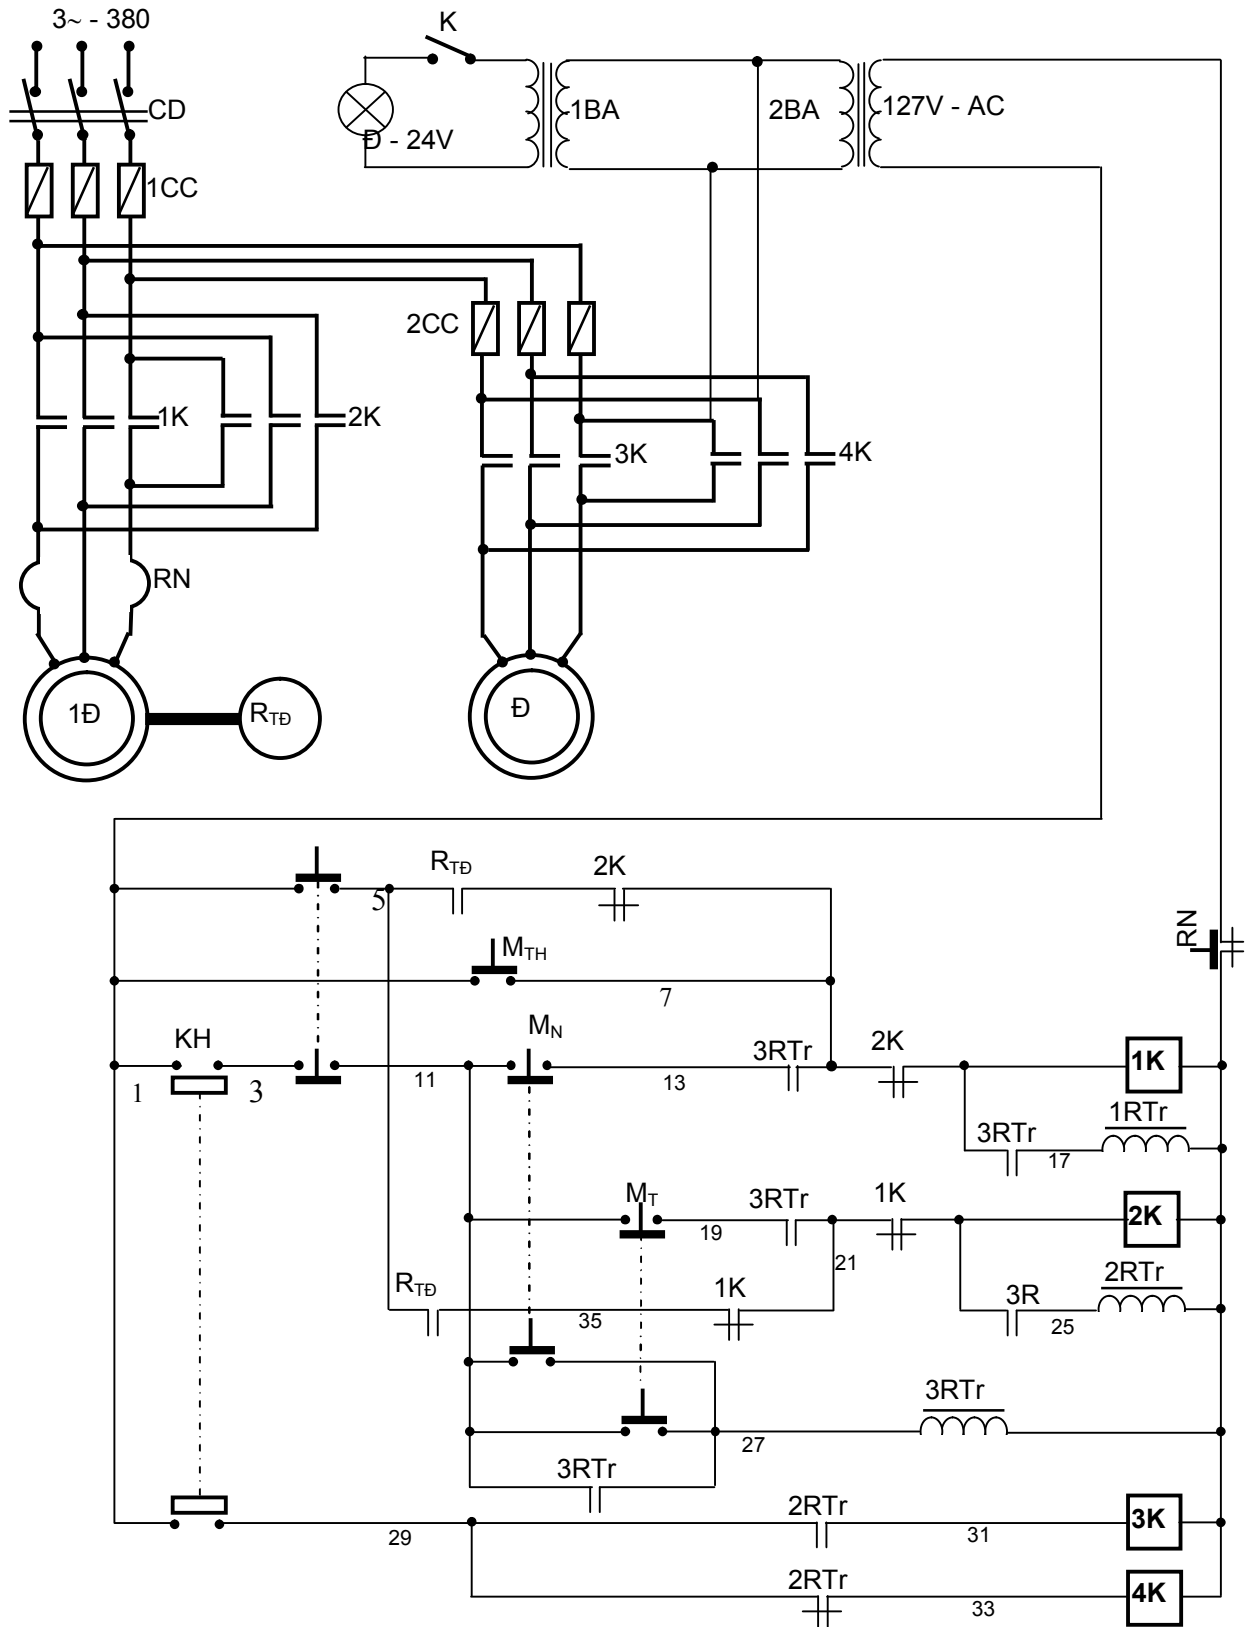 3~ - 380
K
CD
1BA
2BA
127V - AC
Đ - 24V
1CC
2CC
1K
2K
3K
4K
RN
1Đ
RTĐ
Đ
RTĐ
2K
5
RN
MTH
7
KH
MN
3RTr
2K
1K
1
3
11
13
1RTr
3RTr
17
MT
3RTr
1K
2K
19
21
RTĐ
1K
3R
2RTr
35
25
3RTr
27
3RTr
2RTr
3K
29
31
2RTr
4K
33